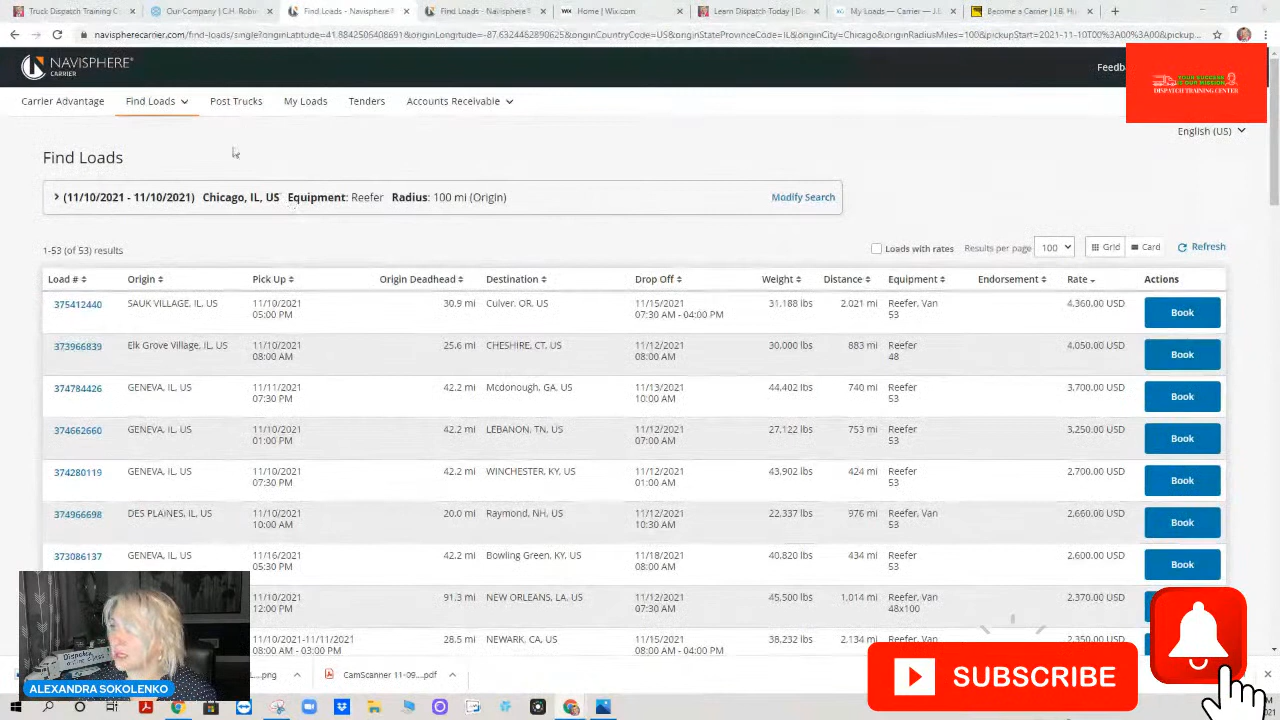 Truck Dispatch Training C
Our Company | C.H. Robi
Find Loads - Navisphere
Find Loads - Navisphere
Home | Wix.com
Learn Dispatch Today | Di
My Loads — Carrier — J.
Become a Carrier | J.B. Hu
navispherecarrier.com/find-loads/single?originLatitude=41.88425206408981&originLongitude=-87.6324462890625&originCountryCode=US&originStateProvinceCode=IL&originCity=Chicago&originRadiusMiles=100&pickupStart=2021-11-10T00%3A00%3A00&pickup...
NAVISPHERE®
CARRIER
Feedb
YOUR SUCCESS
IS OUR MISSION
DISPATCH TRAINING CENTER
Carrier Advantage Find Loads Post Trucks My Loads Tenders Accounts Receivable
English (US)
Find Loads
(11/10/2021 - 11/10/2021) Chicago, IL, US Equipment: Reefer Radius: 100 mi (Origin) Modify Search
1-53 (of 53) results
Loads with rates Results per page 100 Grid Card Refresh
Load # Origin Pick Up Origin Deadhead Destination Drop Off Weight Distance Equipment Endorsement Rate Actions
375412440 SAUK VILLAGE, IL, US 11/10/2021 30.9 mi Culver, OR, US 11/15/2021 31,188 lbs 2,021 mi Reefer, Van 4,360.00 USD Book
05:00 PM 07:30 AM - 04:00 PM 53
373966839 Elk Grove Village, IL, US 11/10/2021 25.6 mi CHESHIRE, CT, US 11/12/2021 30,000 lbs 883 mi Reefer 4,050.00 USD Book
08:00 AM 08:00 AM 48
374784426 GENEVA, IL, US 11/11/2021 42.2 mi Mcdonough, GA, US 11/13/2021 44,402 lbs 740 mi Reefer 3,700.00 USD Book
07:30 PM 10:00 AM 53
374662660 GENEVA, IL, US 11/10/2021 42.2 mi LEBANON, TN, US 11/12/2021 27,122 lbs 753 mi Reefer 3,250.00 USD Book
01:00 PM 07:00 AM 53
374280119 GENEVA, IL, US 11/10/2021 42.2 mi WINCHESTER, KY, US 11/12/2021 43,902 lbs 424 mi Reefer 2,700.00 USD Book
07:30 PM 01:00 AM 53
374966698 DES PLAINES, IL, US 11/10/2021 20.0 mi Raymond, NH, US 11/12/2021 22,337 lbs 976 mi Reefer, Van 2,660.00 USD Book
10:00 AM 10:30 AM 53
373086137 GENEVA, IL, US 11/16/2021 42.2 mi Bowling Green, KY, US 11/18/2021 40,820 lbs 434 mi Reefer 2,600.00 USD Book
05:30 PM 08:00 AM 53
11/10/2021 91.3 mi NEW ORLEANS, LA, US 11/12/2021 45,500 lbs 1,014 mi Reefer, Van 2,370.00 USD
12:00 PM 07:30 AM 48x100
11/10/2021-11/11/2021 28.5 mi NEWARK, CA, US 11/15/2021 38,232 lbs 2,134 mi Reefer, Van 2,350.00 USD
08:00 AM - 03:00 PM 08:00 AM - 04:00 PM
....png
CamScanner 11-09....pdf
SUBSCRIBE
ALEXANDRA SOKOLENKO